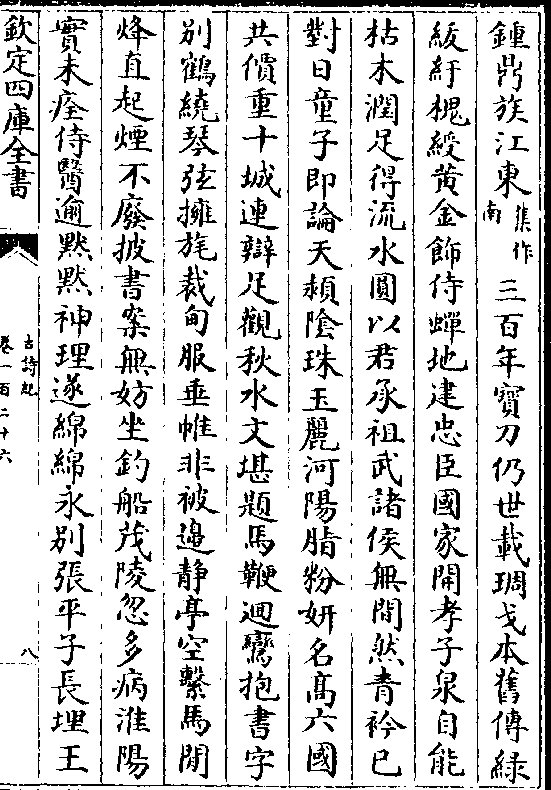 鍾鼎族江東集作南三百年寳刀仍世載琱戈本舊傳緑
紱紆槐綬黄金飾侍蟬地建忠臣國家開孝子泉自能
枯木潤足得流水圓以君承祖武諸侯無間然青衿已
對日童子即論天頼陰珠玉麗河陽脂粉妍名髙六國
共價重十城連辯足觀秋水文堪題馬鞭迴鸞抱書字
别鶴繞琴弦擁旄裁甸服垂帷非被邉静亭空繫馬閒
烽直起煙不廢披書案無妨坐釣船茂陵忽多病淮陽
實未痊侍醫逾黙黙神理遂綿綿永别張平子長埋王
欽定四庫全書
古詩紀
卷一百二十六
八